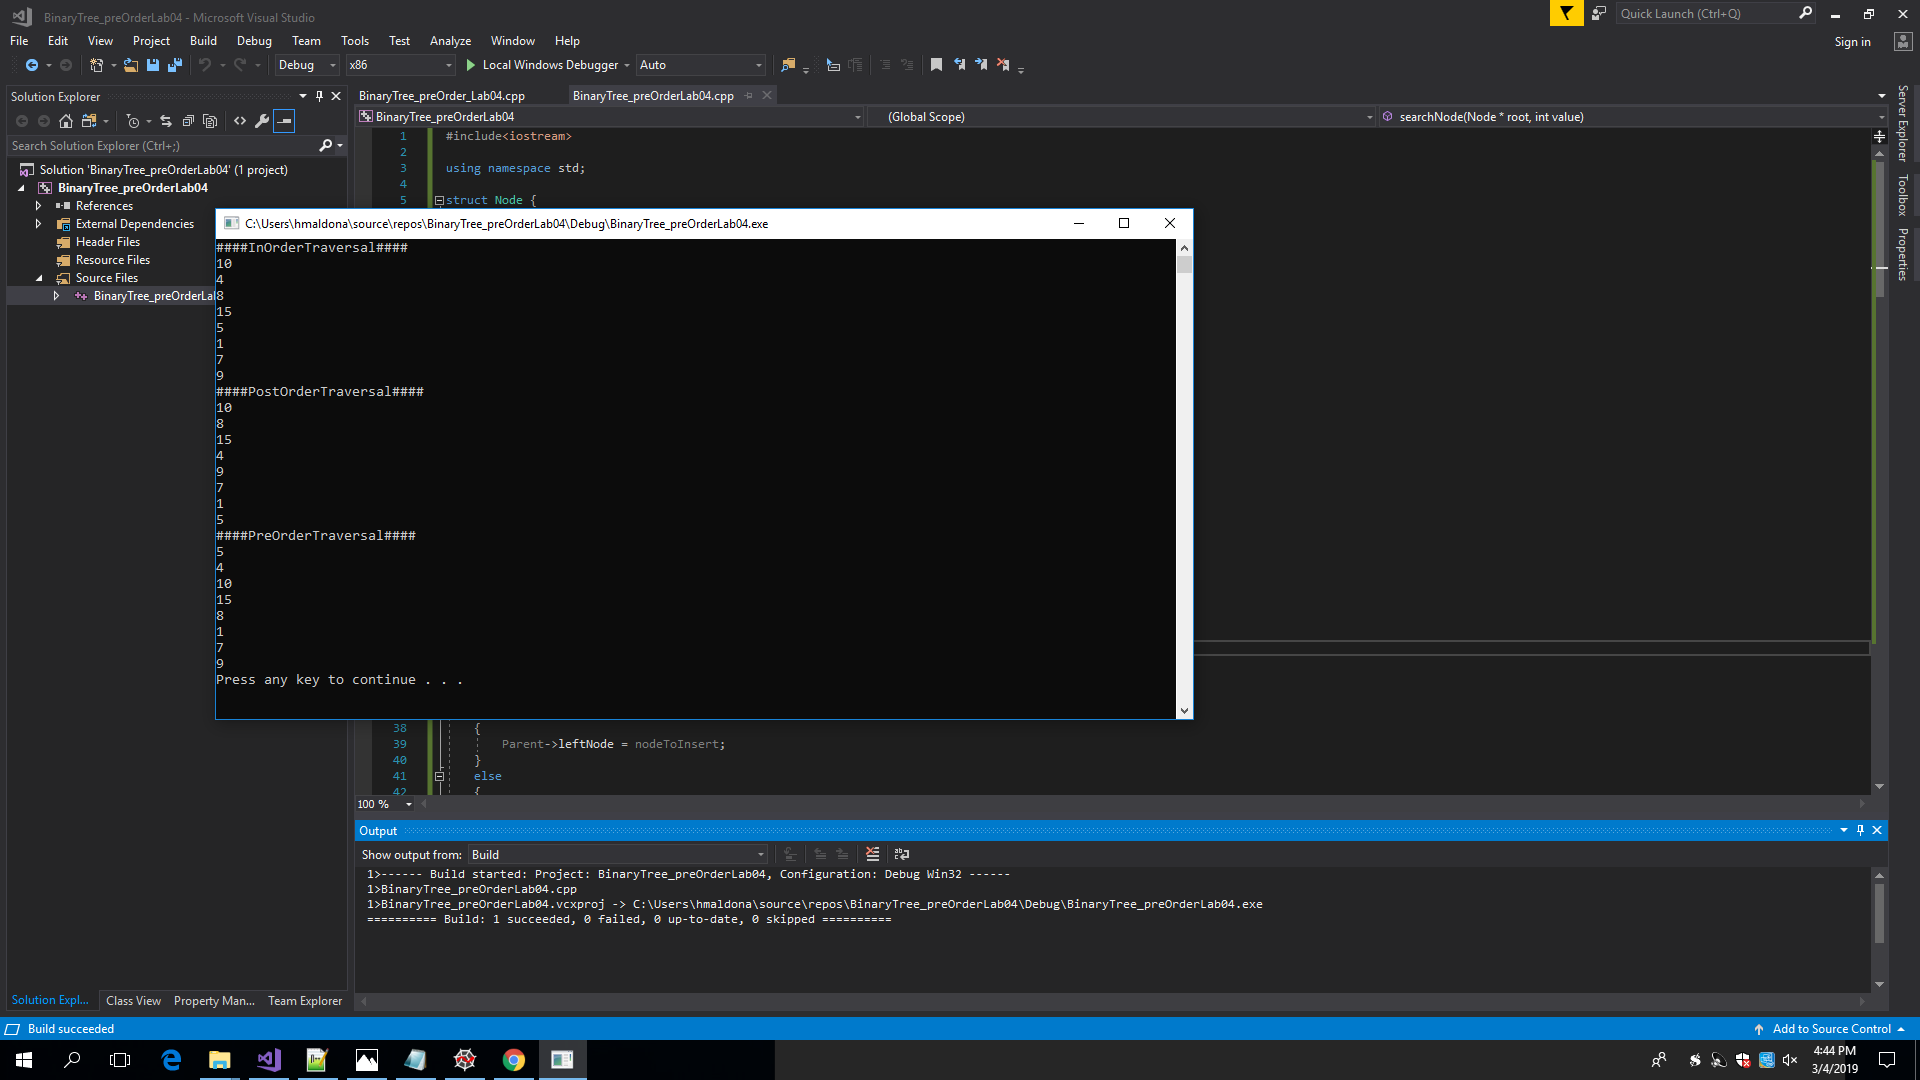 BinaryTree_preOrderLab04 - Microsoft Visual Studio
Quick Launch (Ctrl+Q)
File Edit View Project Build Debug Team Tools Test Analyze Window Help
Sign in
Debug x86 Local Windows Debugger Auto
Solution Explorer
Search Solution Explorer (Ctrl+;)
Solution 'BinaryTree_preOrderLab04' (1 project)
BinaryTree_preOrderLab04
References
External Dependencies
Header Files
Resource Files
Source Files
BinaryTree_preOrderLa
BinaryTree_preOrder_Lab04.cpp BinaryTree_preOrderLab04.cpp
BinaryTree_preOrderLab04 (Global Scope) searchNode(Node * root, int value)
1 #include<iostream>
2
3 using namespace std;
4
5 struct Node {
C:\Users\hmaldona\source\repos\BinaryTree_preOrderLab04\Debug\BinaryTree_preOrderLab04.exe
####InOrderTraversal####
10
4
8
15
5
1
7
9
####PostOrderTraversal####
10
8
15
4
9
7
1
5
####PreOrderTraversal####
5
4
10
15
8
1
7
9
Press any key to continue . . .
38 {
39 Parent->leftNode = nodeToInsert;
40 }
41 else
42 {
100 %
Output
Show output from: Build
1>------ Build started: Project: BinaryTree_preOrderLab04, Configuration: Debug Win32 ------
1>BinaryTree_preOrderLab04.cpp
1>BinaryTree_preOrderLab04.vcxproj -> C:\Users\hmaldona\source\repos\BinaryTree_preOrderLab04\Debug\BinaryTree_preOrderLab04.exe
========== Build: 1 succeeded, 0 failed, 0 up-to-date, 0 skipped ==========
Solution Expl... Class View Property Man... Team Explorer
Server Explorer
Toolbox
Properties
Build succeeded
Add to Source Control
4:44 PM
3/4/2019